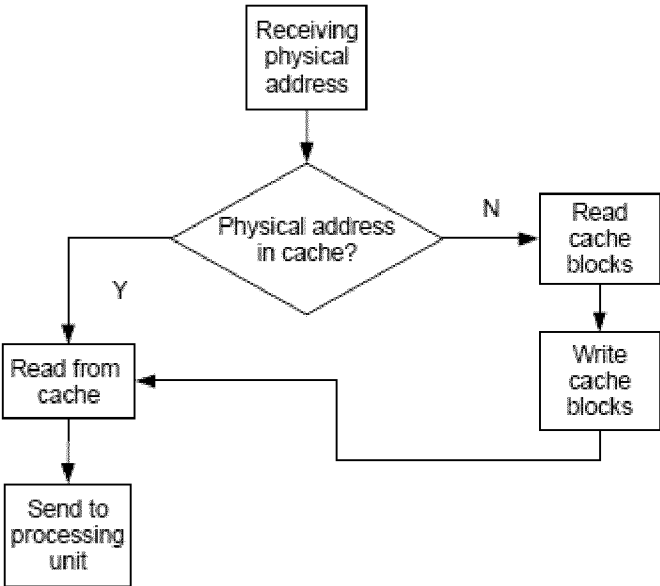 Receiving
physical
address
Physical address
in cache?
N
Read
cache
blocks
Y
Write
cache
blocks
Read from
cache
Send to
processing
unit